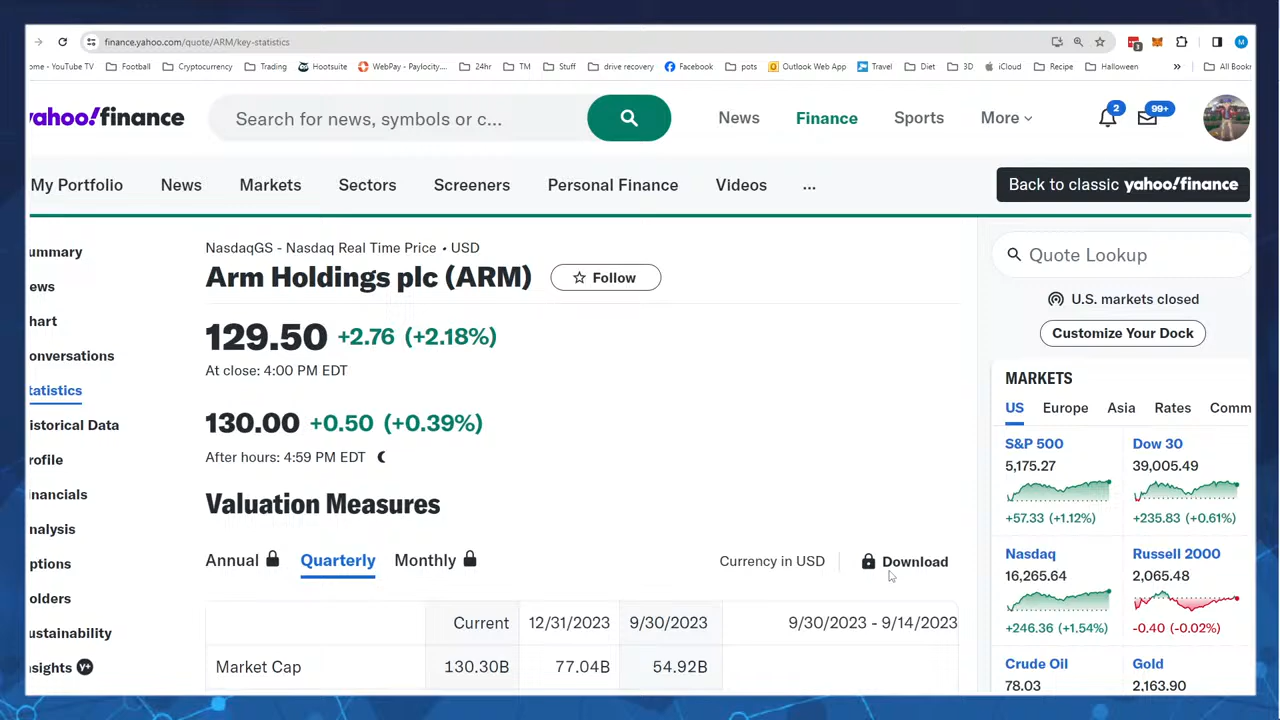 finance.yahoo.com/quote/ARM/key-statistics
3
M
ome - YouTube TV Football Cryptocurrency Trading Hootsuite WebPay - Paylocity... 24hr TM Stuff drive recovery Facebook pots Outlook Web App Travel Diet 3D iCloud Recipe Halloween » All Bookr
yahoo!finance
Search for news, symbols or c...
News Finance Sports More
2 99+
My Portfolio News Markets Sectors Screeners Personal Finance Videos ...
Back to classic yahoo!finance
ummary
ews
hart
onversations
tatistics
istorical Data
rofile
inancials
nalysis
ptions
olders
ustainability
nsights Y+
NasdaqGS - Nasdaq Real Time Price • USD
Arm Holdings plc (ARM) Follow
129.50 +2.76 (+2.18%)
At close: 4:00 PM EDT
130.00 +0.50 (+0.39%)
After hours: 4:59 PM EDT
Valuation Measures
Annual Quarterly Monthly Currency in USD Download
Current 12/31/2023 9/30/2023 9/30/2023 - 9/14/2023
Market Cap 130.30B 77.04B 54.92B
Quote Lookup
U.S. markets closed
Customize Your Dock
MARKETS
US Europe Asia Rates Comm
S&P 500 Dow 30
5,175.27 39,005.49
+57.33 (+1.12%) +235.83 (+0.61%)
Nasdaq Russell 2000
16,265.64 2,065.48
+246.36 (+1.54%) -0.40 (-0.02%)
Crude Oil Gold
78.03 2,163.90